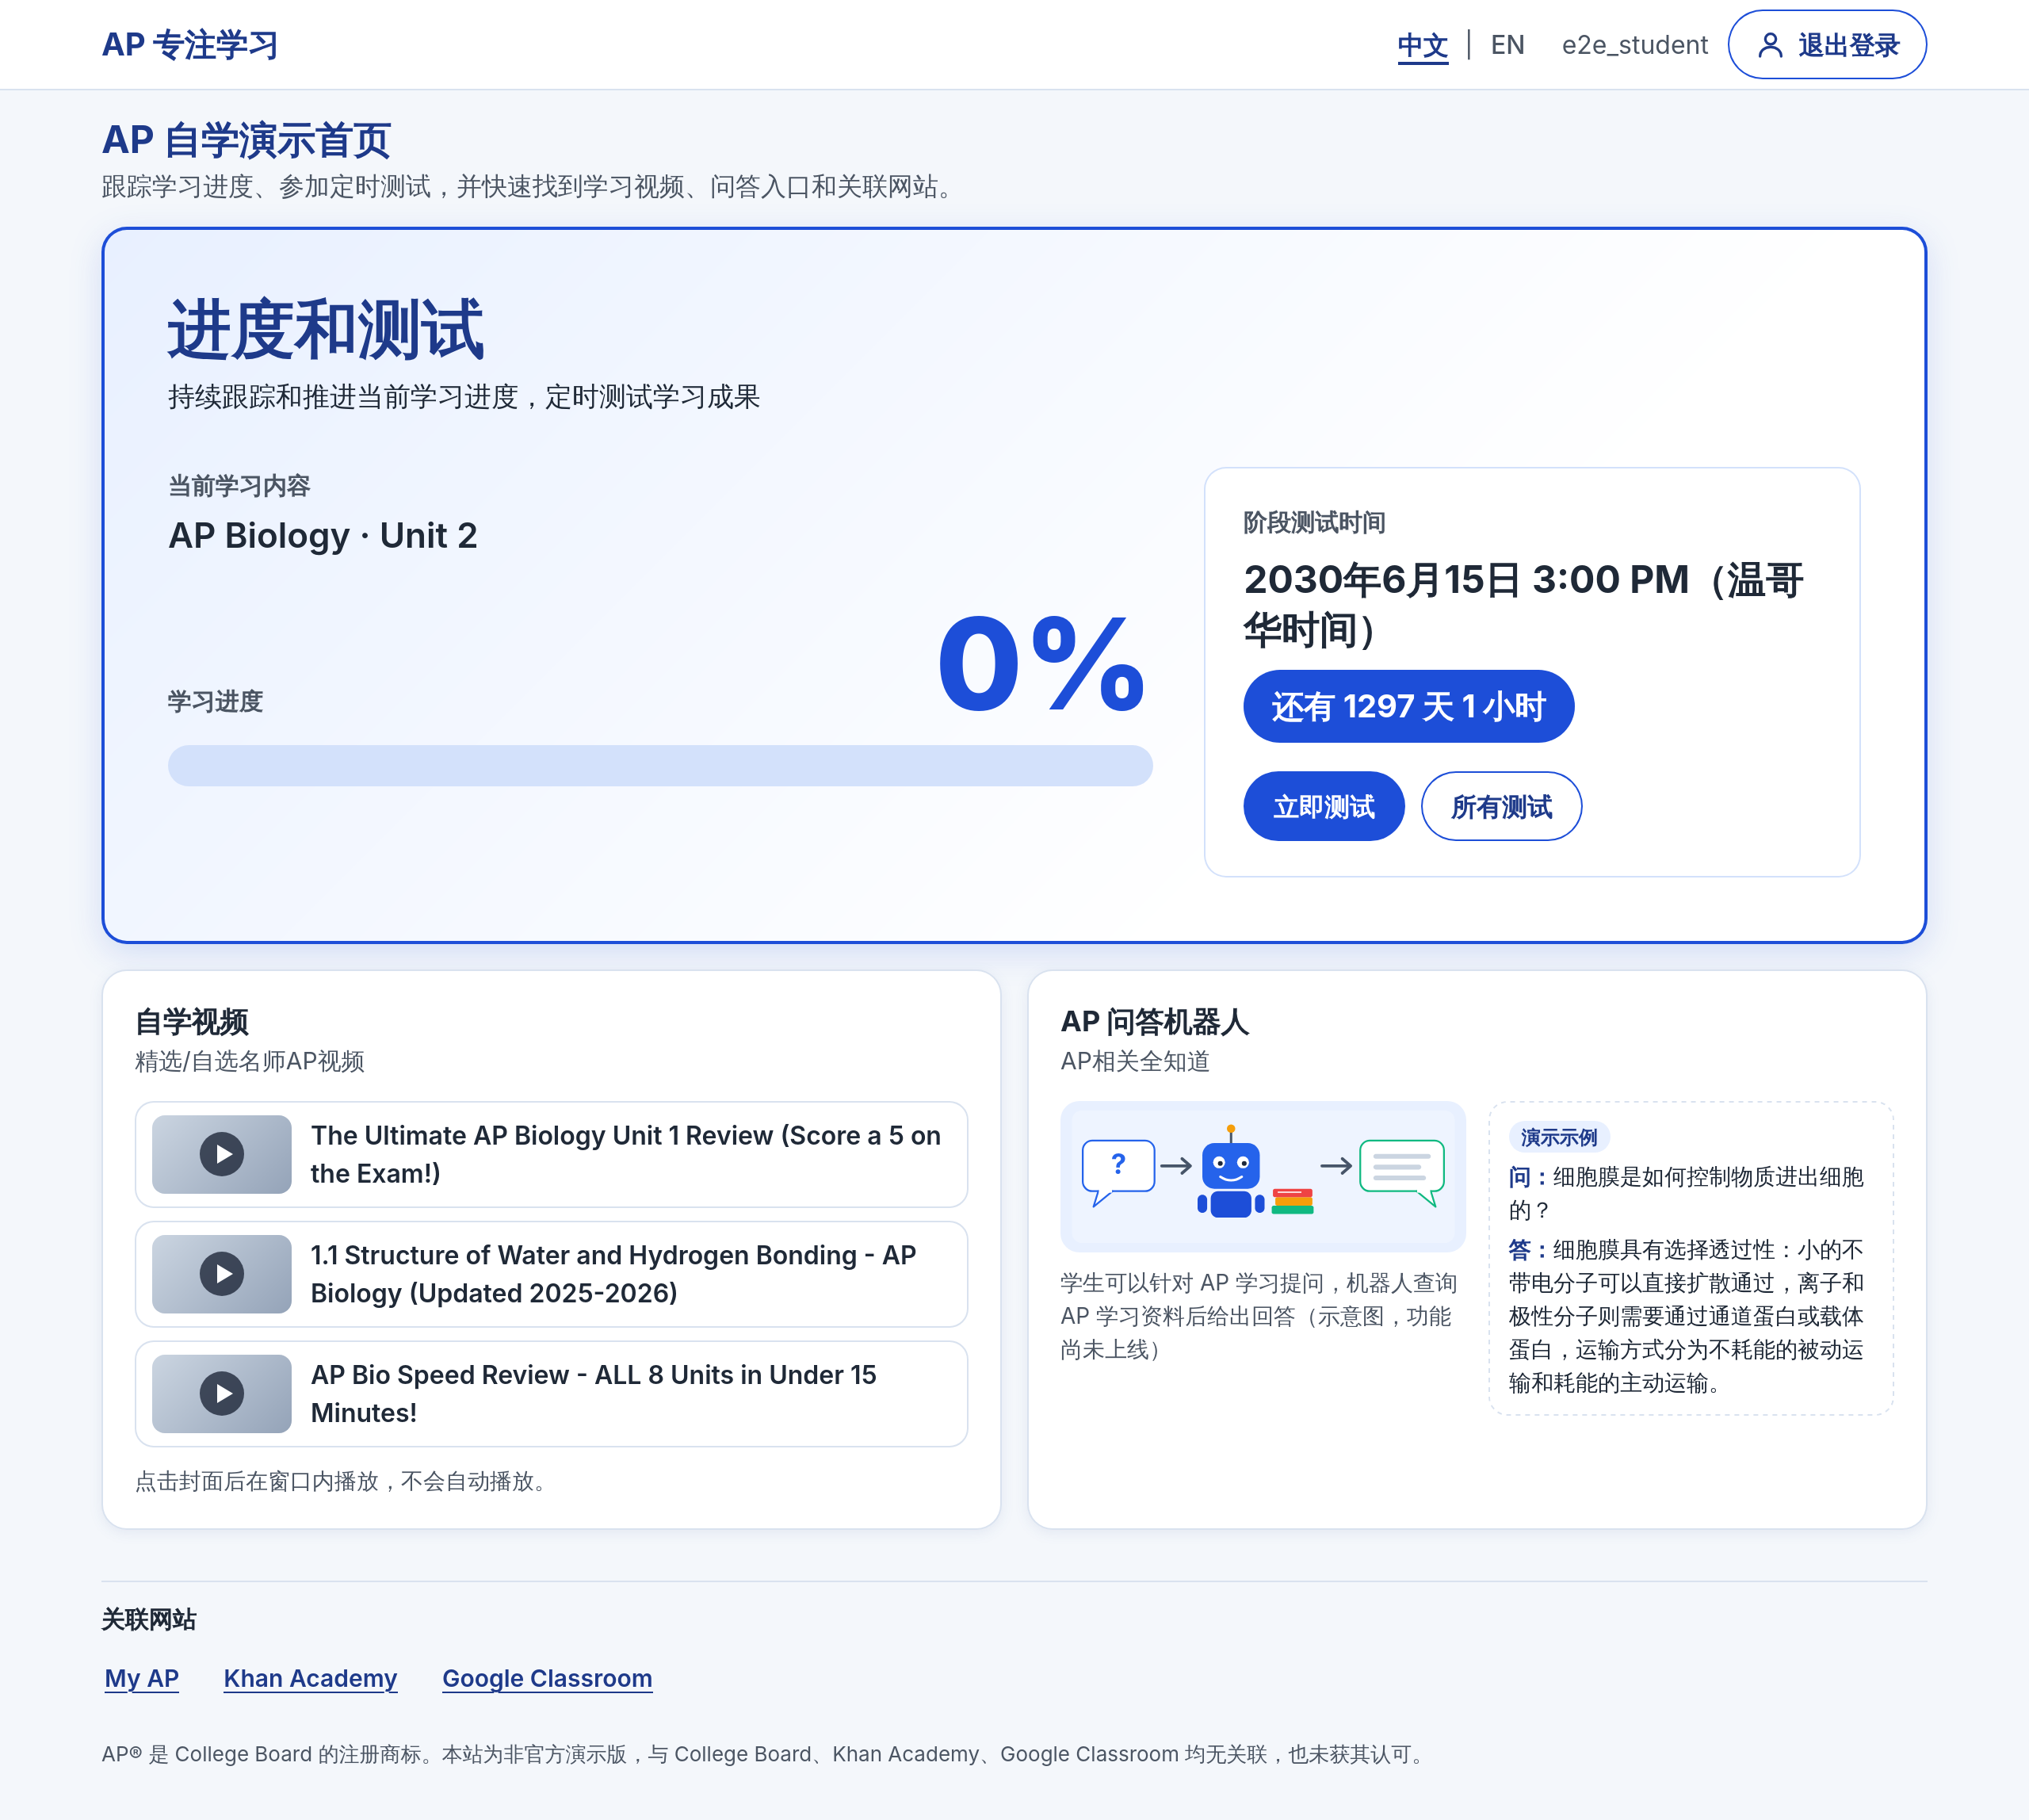 AP 专注学习
中文 | EN e2e_student 退出登录
AP 自学演示首页
跟踪学习进度、参加定时测试，并快速找到学习视频、问答入口和关联网站。
进度和测试
持续跟踪和推进当前学习进度，定时测试学习成果
当前学习内容
AP Biology · Unit 2
学习进度
0%
阶段测试时间
2030年6月15日 3:00 PM（温哥
华时间）
还有 1297 天 1 小时
立即测试 所有测试
自学视频
精选/自选名师AP视频
The Ultimate AP Biology Unit 1 Review (Score a 5 on
the Exam!)
1.1 Structure of Water and Hydrogen Bonding - AP
Biology (Updated 2025-2026)
AP Bio Speed Review - ALL 8 Units in Under 15
Minutes!
点击封面后在窗口内播放，不会自动播放。
AP 问答机器人
AP相关全知道
?
学生可以针对 AP 学习提问，机器人查询
AP 学习资料后给出回答（示意图，功能
尚未上线）
演示示例
问：细胞膜是如何控制物质进出细胞
的？
答：细胞膜具有选择透过性：小的不
带电分子可以直接扩散通过，离子和
极性分子则需要通过通道蛋白或载体
蛋白，运输方式分为不耗能的被动运
输和耗能的主动运输。
关联网站
My AP Khan Academy Google Classroom
AP® 是 College Board 的注册商标。本站为非官方演示版，与 College Board、Khan Academy、Google Classroom 均无关联，也未获其认可。